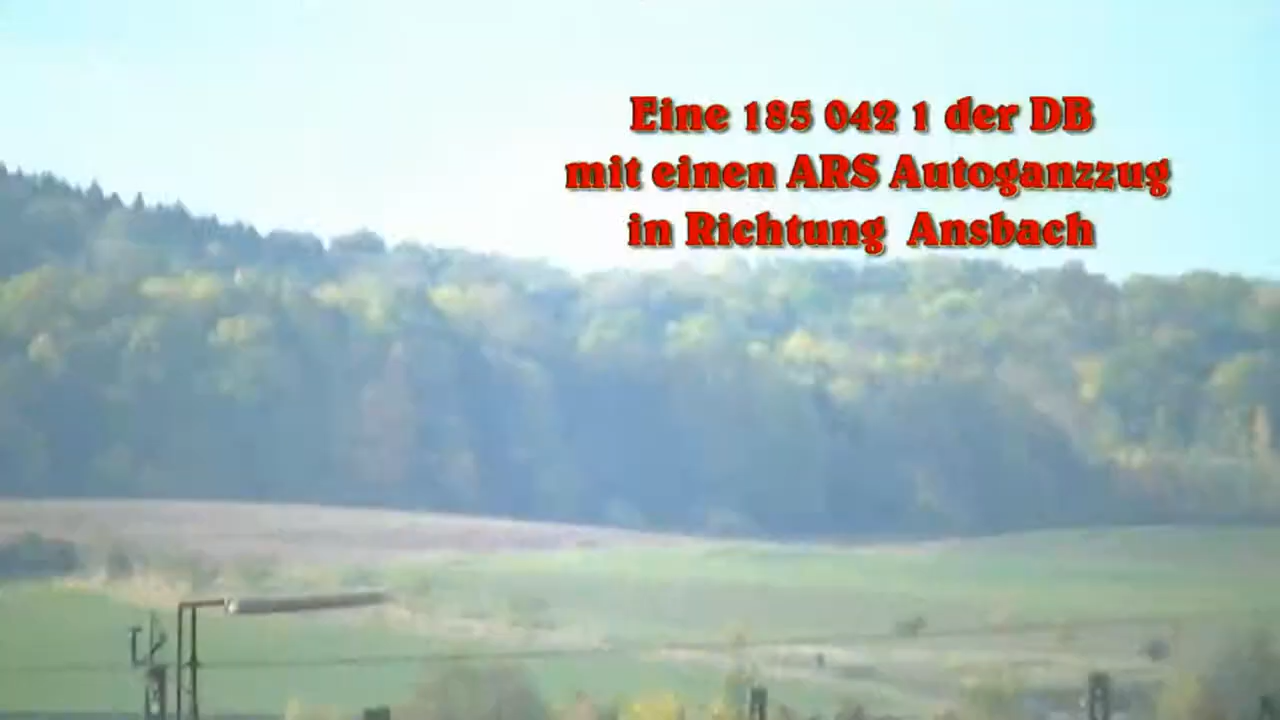 Eine 185 042 1 der DB
mit einen ARS Autoganzzug
in Richtung Ansbach